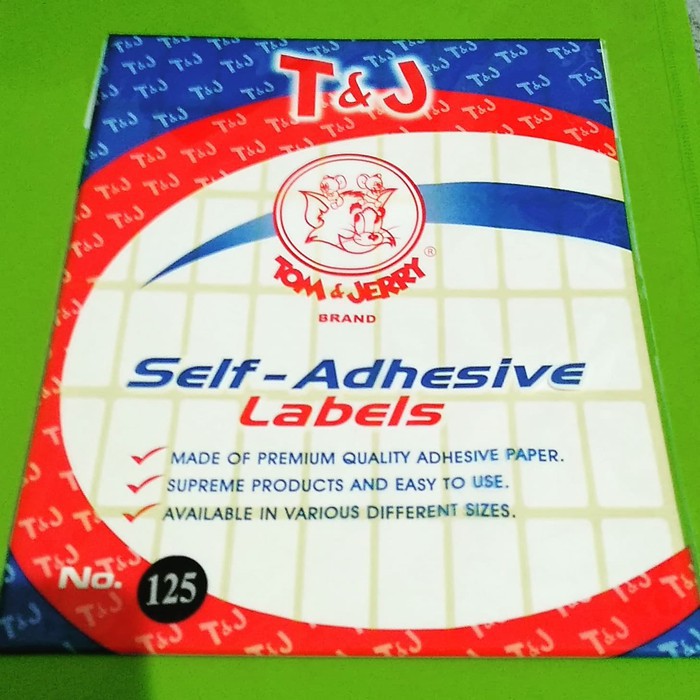 T&J
TOM & JERRY ®
BRAND
Self-Adhesive
Labels
MADE OF PREMIUM QUALITY ADHESIVE PAPER.
SUPREME PRODUCTS AND EASY TO USE.
AVAILABLE IN VARIOUS DIFFERENT SIZES.
No. 125